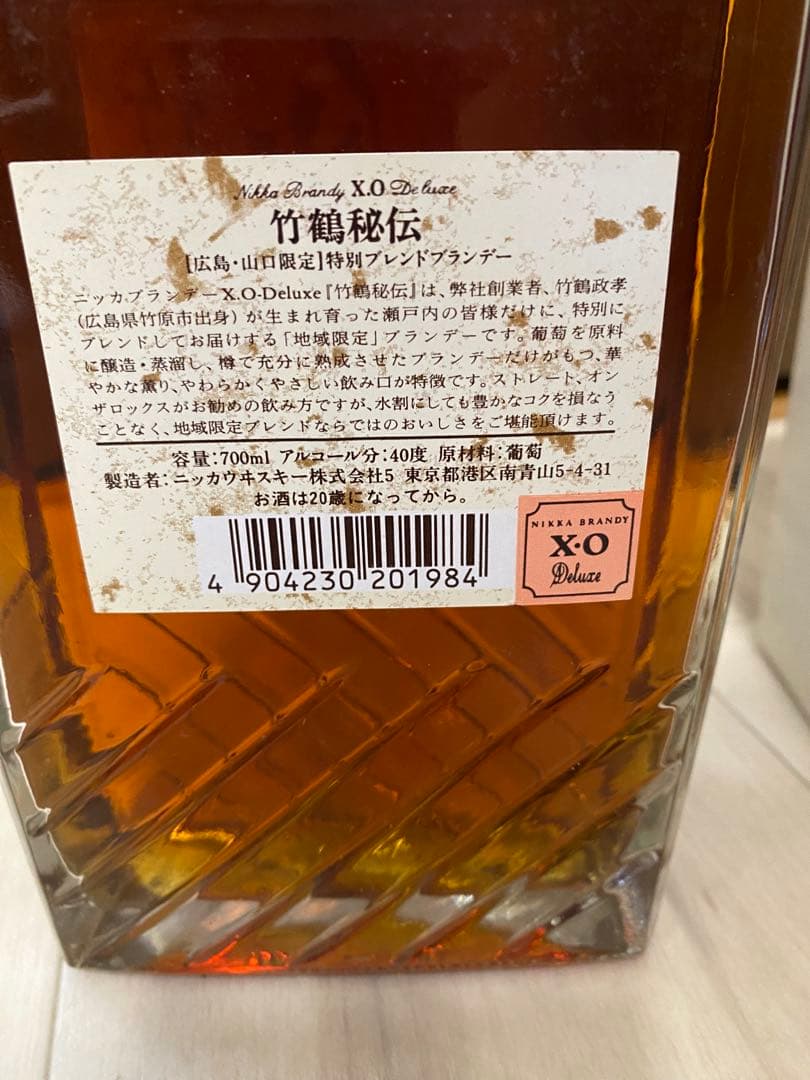 Nikka Brandy X.O Deluxe
竹鶴秘伝
[広島・山口限定]特別ブレンドブランデー
ニッカブランデーX.O-Deluxe『竹鶴秘伝』は、弊社創業者、竹鶴政孝
(広島県竹原市出身)が生まれ育った瀬戸内の皆様だけに、特別に
ブレンドしてお届けする「地域限定」ブランデーです。葡萄を原料
に醸造・蒸溜し、樽で充分に熟成させたブランデーだけがもつ、華
やかな薫り、やわらかくやさしい飲み口が特徴です。ストレート、オン
ザロックスがお勧めの飲み方ですが、水割にしても豊かなコクを損なう
ことなく、地域限定ブレンドならではのおいしさをご堪能頂けます。
容量:700ml アルコール分:40度 原材料:葡萄
製造者:ニッカウヰスキー株式会社5 東京都港区南青山5-4-31
お酒は20歳になってから。
4 904230 201984
NIKKA BRANDY
X・O
Deluxe